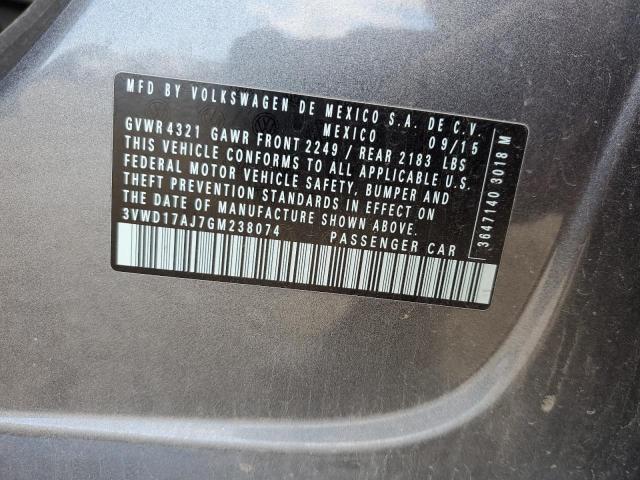 MFD BY VOLKSWAGEN DE MEXICO S.A. DE C.V.
MEXICO 09/15
GVWR 4321 GAWR FRONT 2249 / REAR 2183 LBS
THIS VEHICLE CONFORMS TO ALL APPLICABLE U.S.
FEDERAL MOTOR VEHICLE SAFETY, BUMPER AND
THEFT PREVENTION STANDARDS IN EFFECT ON
THE DATE OF MANUFACTURE SHOWN ABOVE.
3VWD17AJ7GM238074 PASSENGER CAR
3647140 3018 M